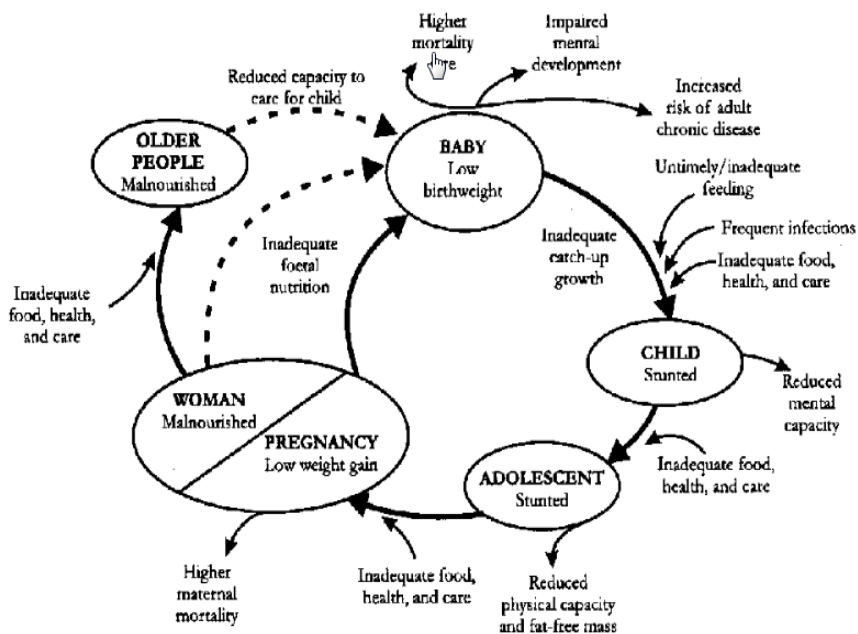 Higher
mortality
Impaired
mental
development
Reduced capacity to
care for child
Increased
risk of adult
chronic disease
OLDER
PEOPLE
Malnourished
BABY
Low
birthweight
Untimely/inadequate
feeding
Frequent infections
Inadequate food,
health, and care
Inadequate
catch-up
growth
Inadequate
foetal
nutrition
Inadequate
food, health,
and care
CHILD
Stunted
Reduced
mental
capacity
WOMAN
Malnourished
PREGNANCY
Low weight gain
Inadequate food,
health, and care
ADOLESCENT
Stunted
Higher
maternal
mortality
Inadequate food,
health, and care
Reduced
physical capacity
and fat-free mass